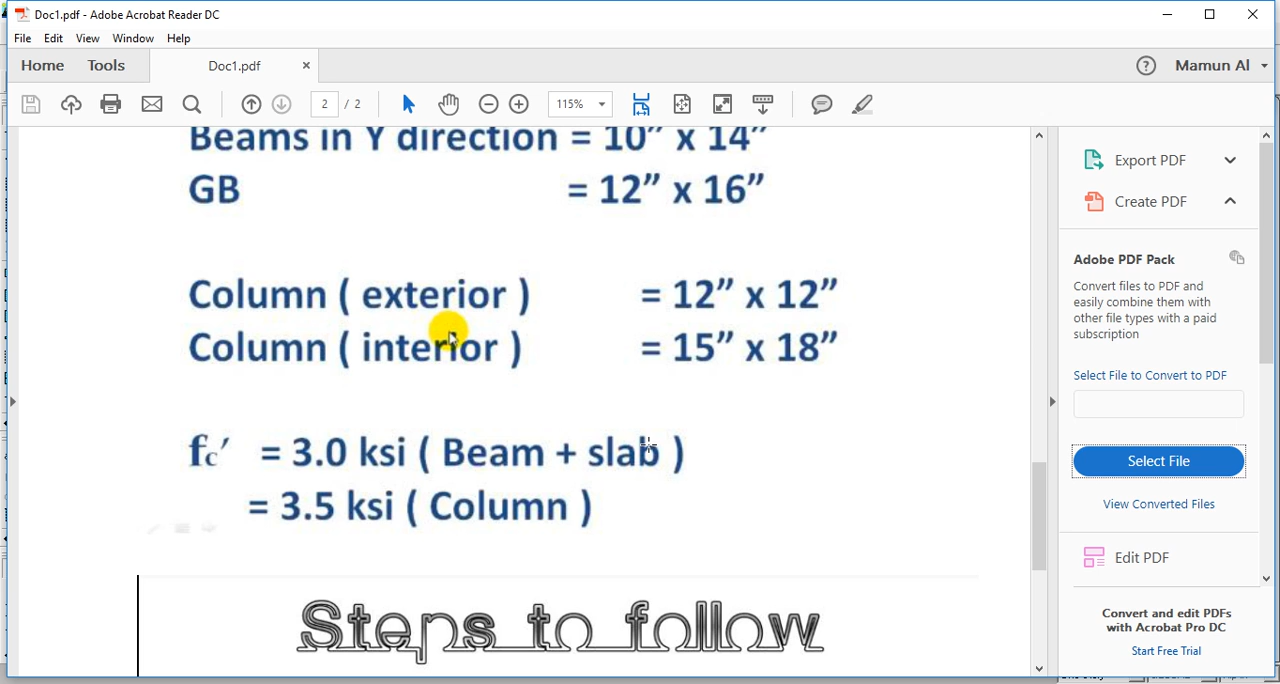 Doc1.pdf - Adobe Acrobat Reader DC
File Edit View Window Help
Home Tools Doc1.pdf × ? Mamun Al
2 / 2 115%
Beams in Y direction = 10” x 14”
GB = 12” x 16”
Column ( exterior ) = 12” x 12”
Column ( interior ) = 15” x 18”
fc′ = 3.0 ksi ( Beam + slab )
= 3.5 ksi ( Column )
Steps to follow
Export PDF
Create PDF
Adobe PDF Pack
Convert files to PDF and
easily combine them with
other file types with a paid
subscription
Select File to Convert to PDF
Select File
View Converted Files
Edit PDF
Convert and edit PDFs
with Acrobat Pro DC
Start Free Trial